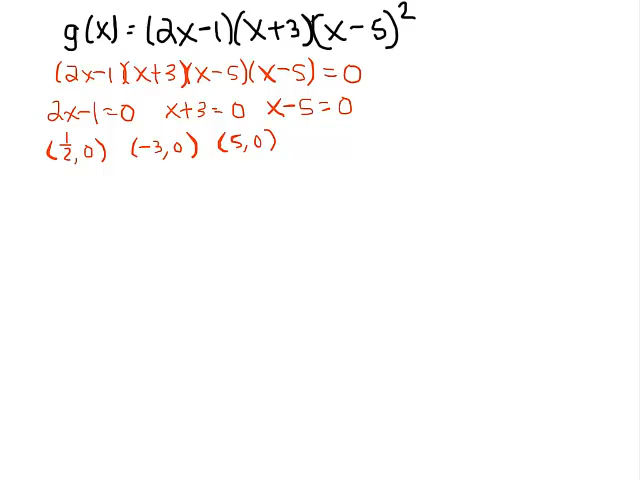 g(x) = (2x-1)(x+3)(x-5)²
(2x-1)(x+3)(x-5)(x-5) = 0
2x-1=0 x+3=0 x-5=0
(1/2, 0) (-3, 0) (5, 0)